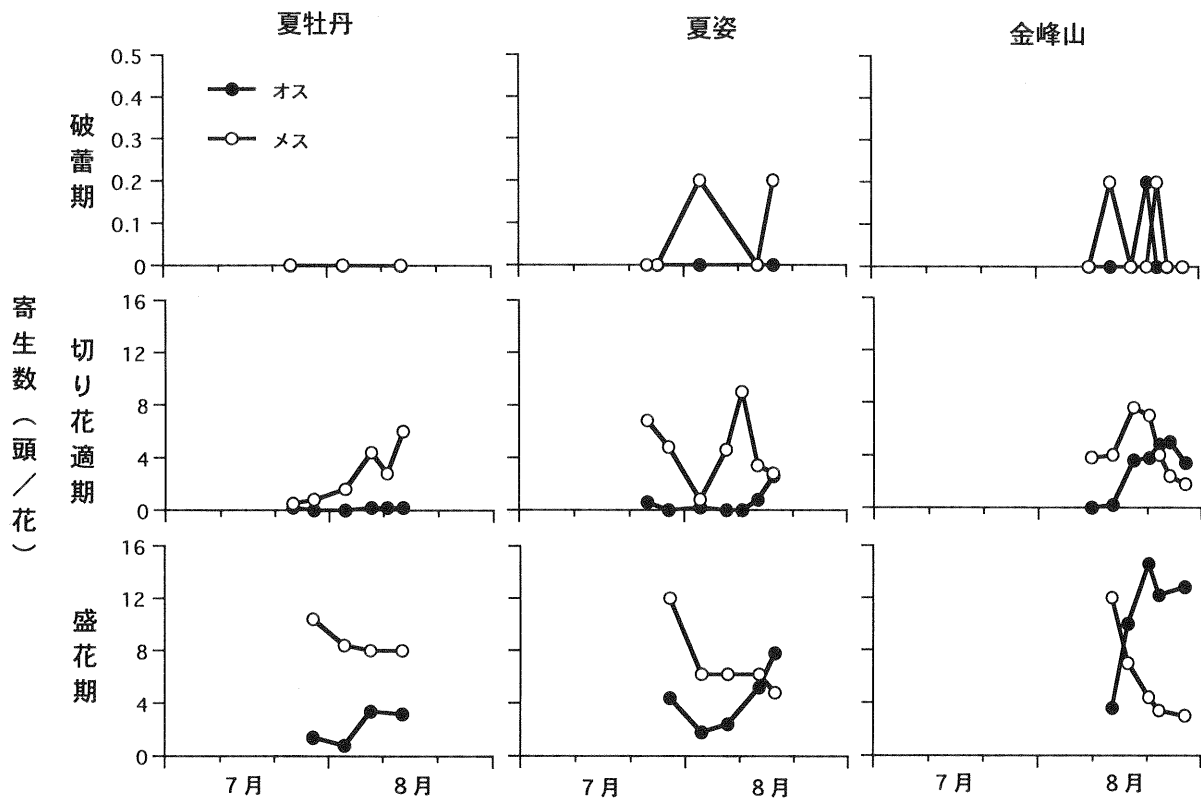 夏牡丹
夏姿
金峰山
オス
メス
寄生数(頭/花)
破蕾期
0.5
0.4
0.3
0.2
0.1
0
切り花適期
16
12
8
4
0
盛花期
16
12
8
4
0
7月 8月
7月 8月
7月 8月